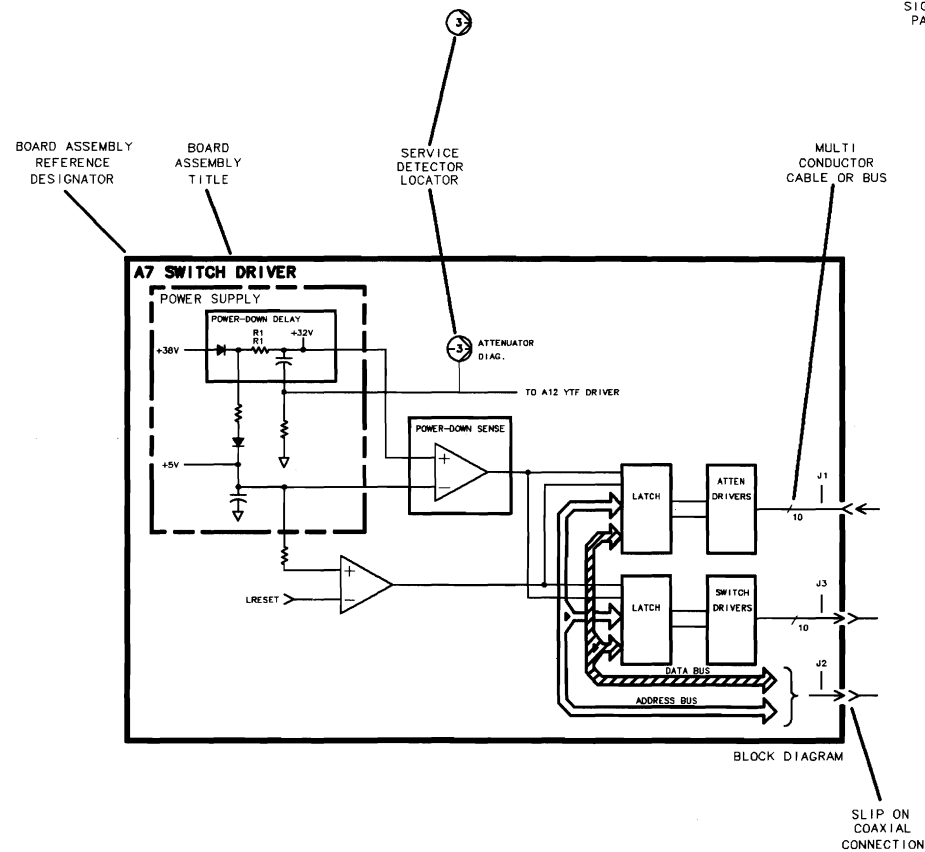 3
SIG
PA
BOARD ASSEMBLY
REFERENCE
DESIGNATOR
BOARD
ASSEMBLY
TITLE
SERVICE
DETECTOR
LOCATOR
MULTI
CONDUCTOR
CABLE OR BUS
A7 SWITCH DRIVER
POWER SUPPLY
POWER-DOWN DELAY
R1
R1
+32V
+38V
3
ATTENUATOR
DIAG.
TO A12 YTF DRIVER
POWER-DOWN SENSE
+
-
+5V
LATCH
ATTEN
DRIVERS
J1
10
+
-
LRESET
LATCH
SWITCH
DRIVERS
J3
10
DATA BUS
J2
ADDRESS BUS
BLOCK DIAGRAM
SLIP ON
COAXIAL
CONNECTION